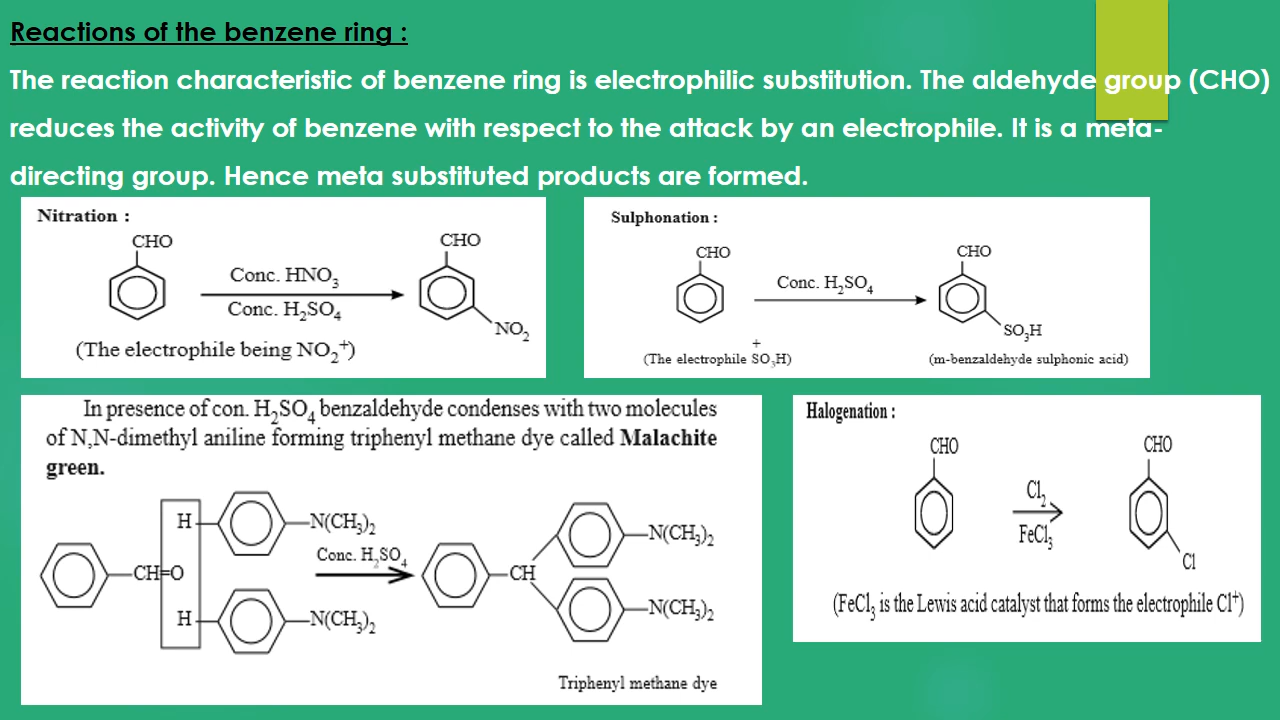 Reactions of the benzene ring :
The reaction characteristic of benzene ring is electrophilic substitution. The aldehyde group (CHO)
reduces the activity of benzene with respect to the attack by an electrophile. It is a meta-
directing group. Hence meta substituted products are formed.
Nitration :
CHO
CHO
Conc. HNO₃
Conc. H₂SO₄
NO₂
(The electrophile being NO₂⁺)
Sulphonation :
CHO
CHO
Conc. H₂SO₄
SO₃H
+
(The electrophile SO₃H)
(m-benzaldehyde sulphonic acid)
In presence of con. H₂SO₄ benzaldehyde condenses with two molecules
of N,N-dimethyl aniline forming triphenyl methane dye called Malachite
green.
H
N(CH₃)₂
CH=O
H
N(CH₃)₂
Conc. H₂SO₄
CH
N(CH₃)₂
N(CH₃)₂
Triphenyl methane dye
Halogenation :
CHO
CHO
Cl₂
FeCl₃
Cl
(FeCl₃ is the Lewis acid catalyst that forms the electrophile Cl⁺)